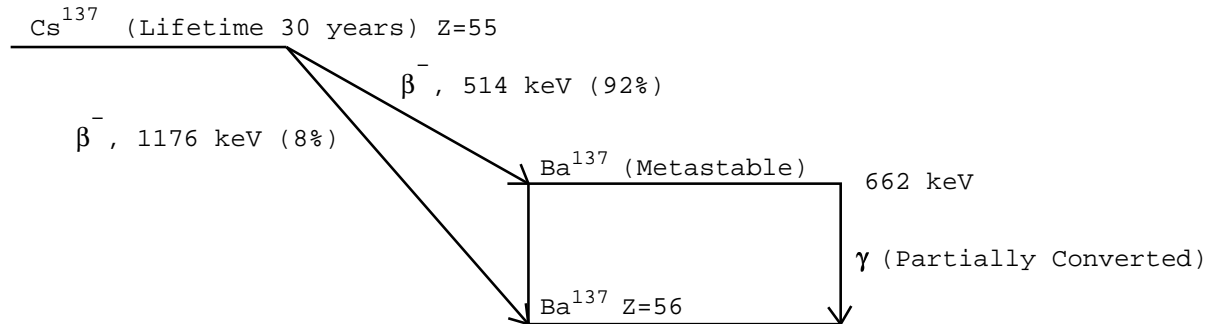 Cs¹³⁷ (Lifetime 30 years) Z=55
β⁻, 514 keV (92%)
β⁻, 1176 keV (8%)
Ba¹³⁷ (Metastable)
662 keV
γ (Partially Converted)
Ba¹³⁷ Z=56